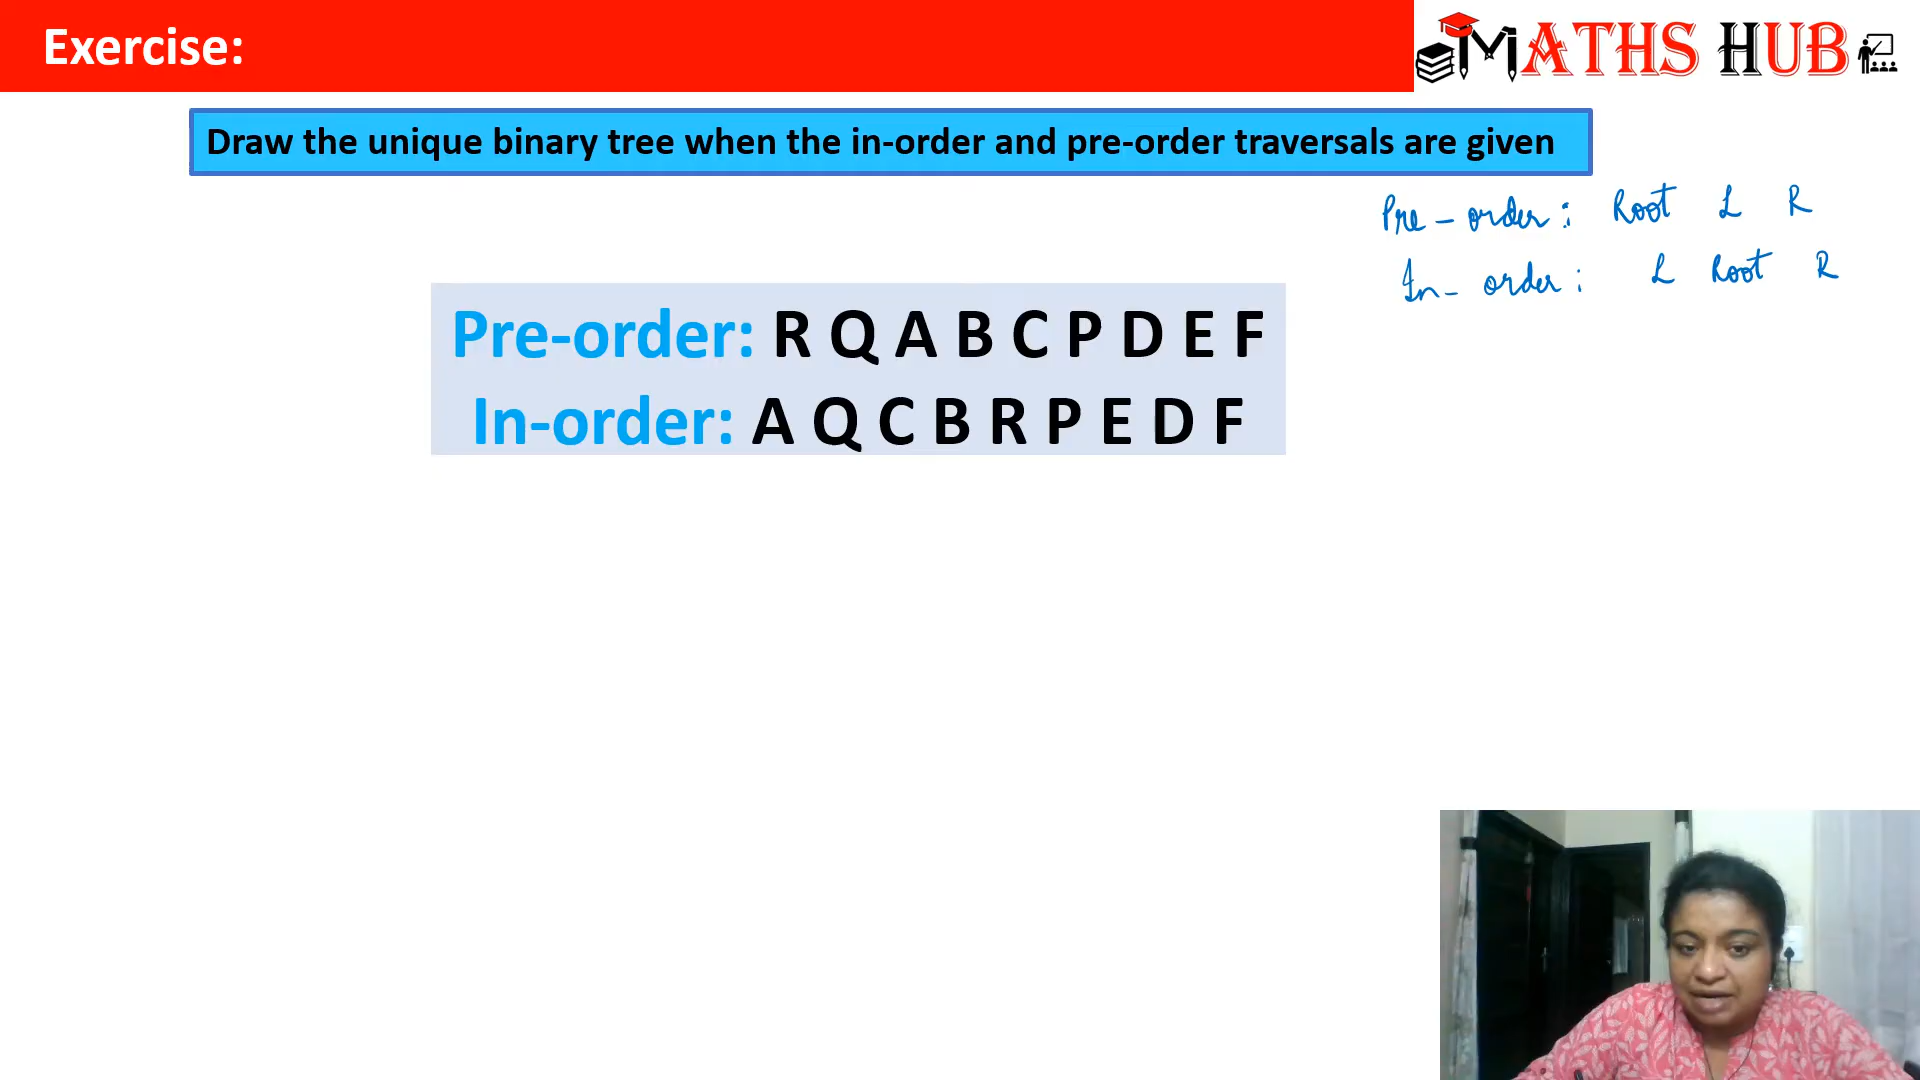 Exercise:
MATHS HUB
Draw the unique binary tree when the in-order and pre-order traversals are given
Pre-order: Root L R
In-order: L Root R
Pre-order: R Q A B C P D E F
In-order: A Q C B R P E D F